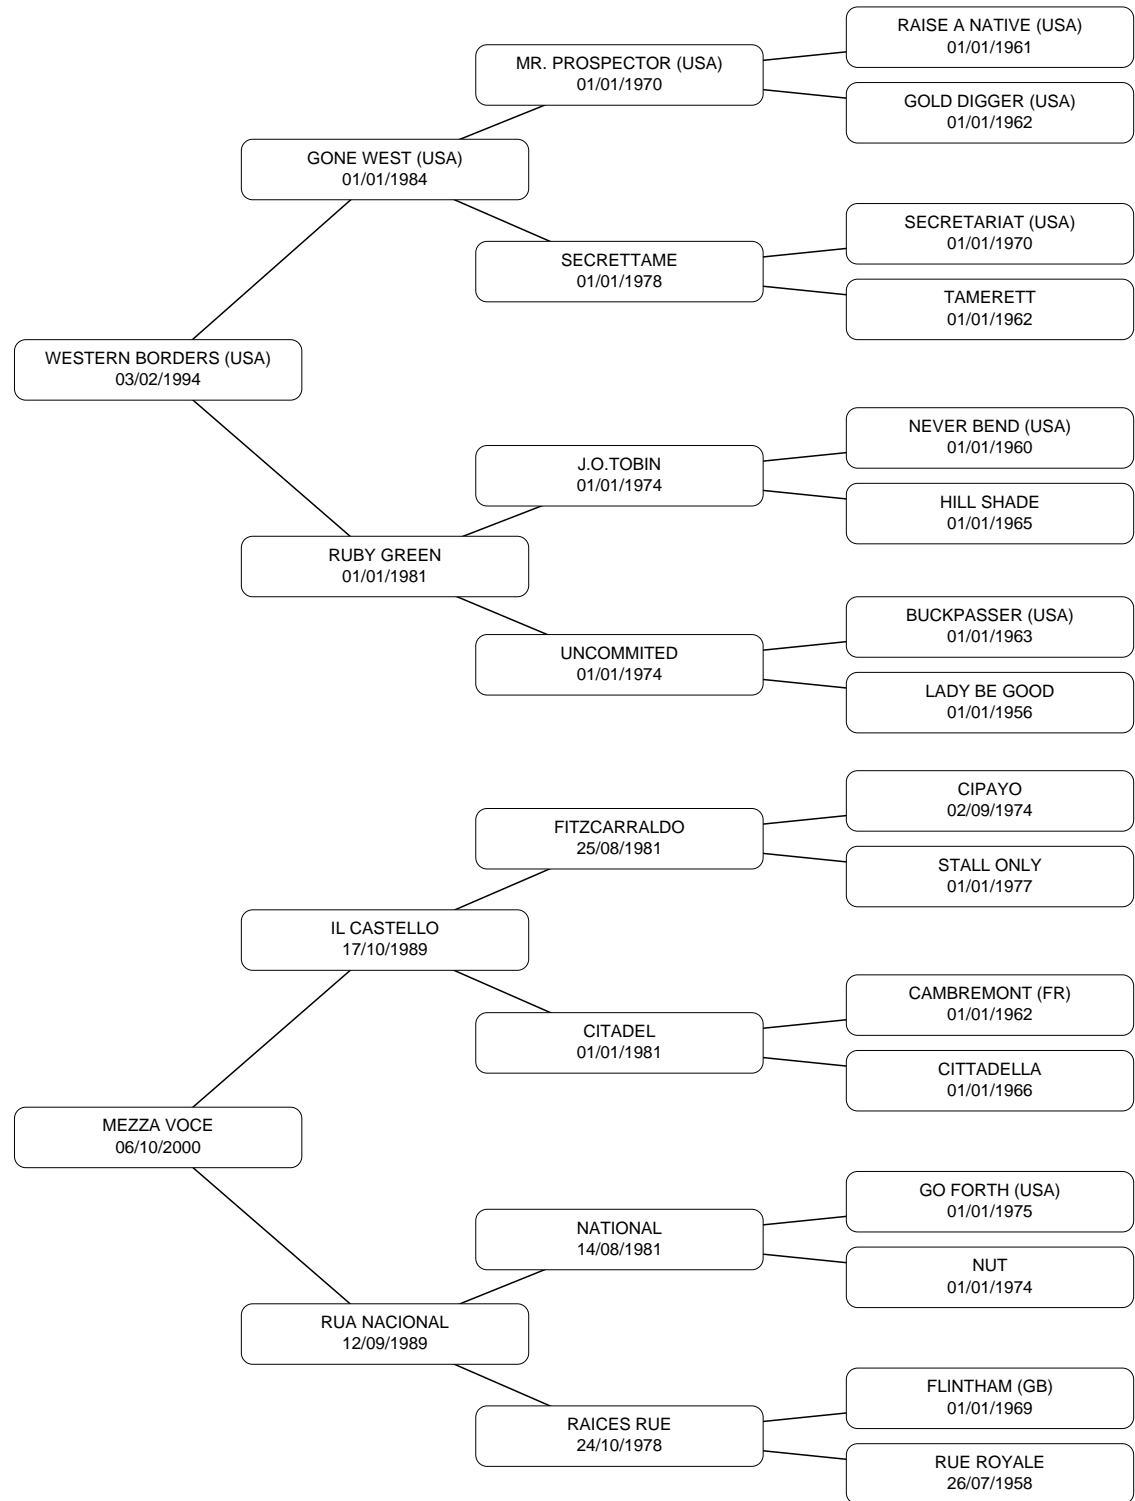 RAISE A NATIVE (USA)
01/01/1961
MR. PROSPECTOR (USA)
01/01/1970
GOLD DIGGER (USA)
01/01/1962
GONE WEST (USA)
01/01/1984
SECRETARIAT (USA)
01/01/1970
SECRETTAME
01/01/1978
TAMERETT
01/01/1962
WESTERN BORDERS (USA)
03/02/1994
NEVER BEND (USA)
01/01/1960
J.O.TOBIN
01/01/1974
HILL SHADE
01/01/1965
RUBY GREEN
01/01/1981
BUCKPASSER (USA)
01/01/1963
UNCOMMITED
01/01/1974
LADY BE GOOD
01/01/1956
CIPAYO
02/09/1974
FITZCARRALDO
25/08/1981
STALL ONLY
01/01/1977
IL CASTELLO
17/10/1989
CAMBREMONT (FR)
01/01/1962
CITADEL
01/01/1981
CITTADELLA
01/01/1966
MEZZA VOCE
06/10/2000
GO FORTH (USA)
01/01/1975
NATIONAL
14/08/1981
NUT
01/01/1974
RUA NACIONAL
12/09/1989
FLINTHAM (GB)
01/01/1969
RAICES RUE
24/10/1978
RUE ROYALE
26/07/1958